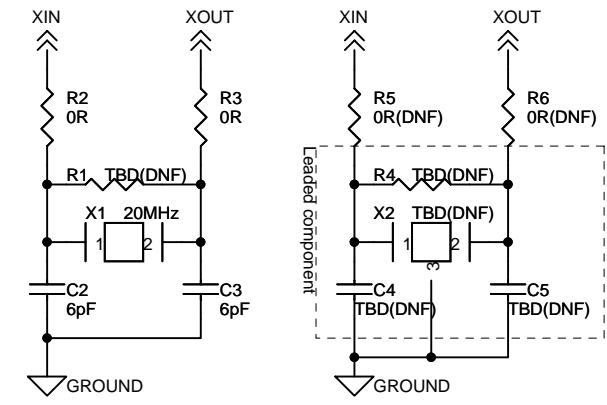 XIN XOUT XIN XOUT
R2 R3 R5 R6
0R 0R 0R(DNF) 0R(DNF)
Leaded component
R1 TBD(DNF) R4 TBD(DNF)
X1 20MHz X2 TBD(DNF)
1 2 1 2
3
C2 C3 C4 C5
6pF 6pF TBD(DNF) TBD(DNF)
GROUND GROUND